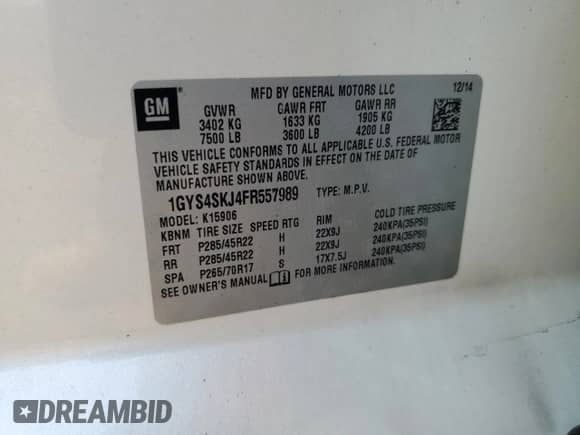 GM ®
MFD BY GENERAL MOTORS LLC 12/14
GVWR GAWR FRT GAWR RR
3402 KG 1633 KG 1905 KG
7500 LB 3600 LB 4200 LB
THIS VEHICLE CONFORMS TO ALL APPLICABLE U.S. FEDERAL MOTOR
VEHICLE SAFETY STANDARDS IN EFFECT ON THE DATE OF
MANUFACTURE SHOWN ABOVE.
1GYS4SKJ4FR557989 TYPE: M.P.V.
MODEL: K15906
KBNM TIRE SIZE SPEED RTG RIM COLD TIRE PRESSURE
FRT P285/45R22 H 22X9J 240KPA(35PSI)
RR P285/45R22 H 22X9J 240KPA(35PSI)
SPA P265/70R17 S 17X7.5J 240KPA(35PSI)
SEE OWNER'S MANUAL FOR MORE INFORMATION.
DREAMBID